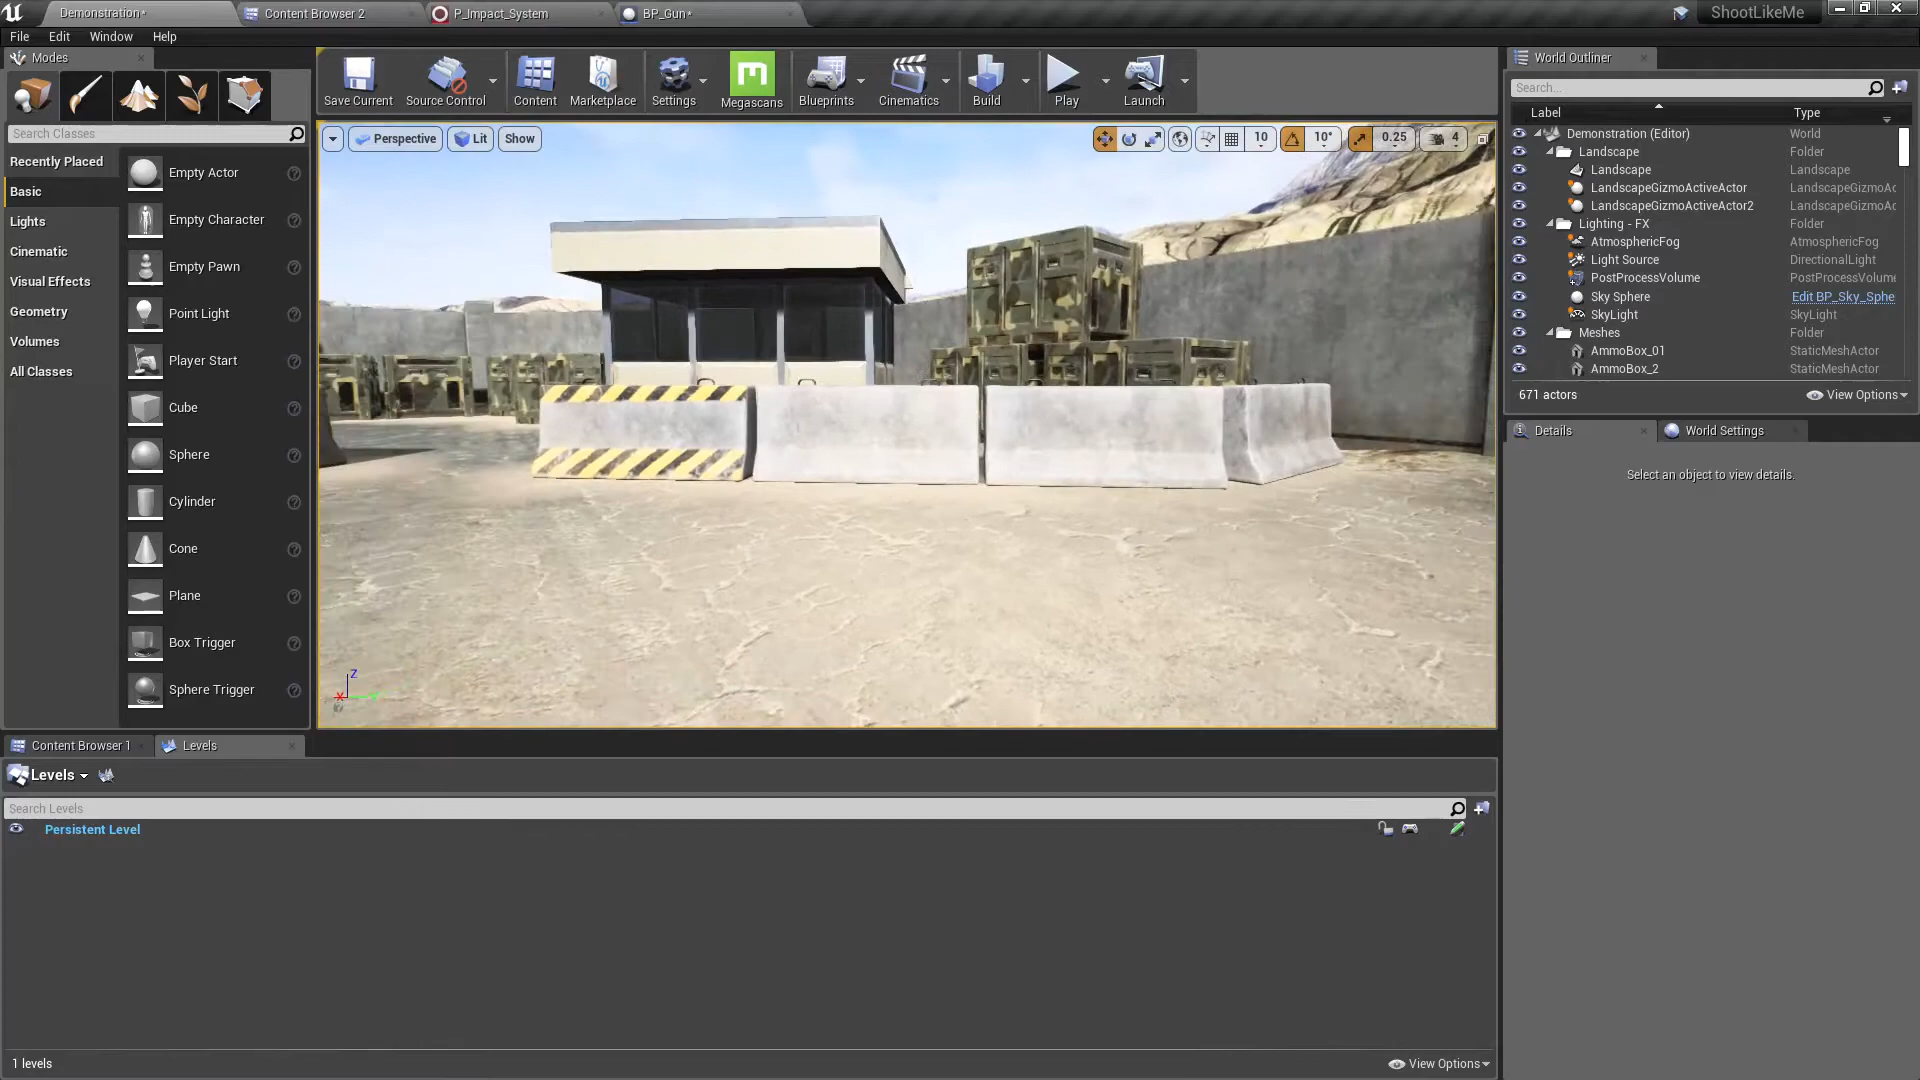 Demonstration*
Content Browser 2
P_Impact_System
BP_Gun*
ShootLikeMe
File
Edit
Window
Help
Modes
Save Current
Source Control
Content
Marketplace
Settings
Megascans
Blueprints
Cinematics
Build
Play
Launch
World Outliner
Search Classes
Search...
Label
Type
Perspective
Lit
Show
10
10°
0.25
4
Recently Placed
Basic
Lights
Cinematic
Visual Effects
Geometry
Volumes
All Classes
Empty Actor
Empty Character
Empty Pawn
Point Light
Player Start
Cube
Sphere
Cylinder
Cone
Plane
Box Trigger
Sphere Trigger
Demonstration (Editor) World
Landscape Folder
Landscape Landscape
LandscapeGizmoActiveActor LandscapeGizmoAc
LandscapeGizmoActiveActor2 LandscapeGizmoAc
Lighting - FX Folder
AtmosphericFog AtmosphericFog
Light Source DirectionalLight
PostProcessVolume PostProcessVolume
Sky Sphere Edit BP_Sky_Sphe
SkyLight SkyLight
Meshes Folder
AmmoBox_01 StaticMeshActor
AmmoBox_2 StaticMeshActor
671 actors
View Options
Details
World Settings
Select an object to view details.
Z
X
Y
Content Browser 1
Levels
Levels
Search Levels
Persistent Level
1 levels
View Options